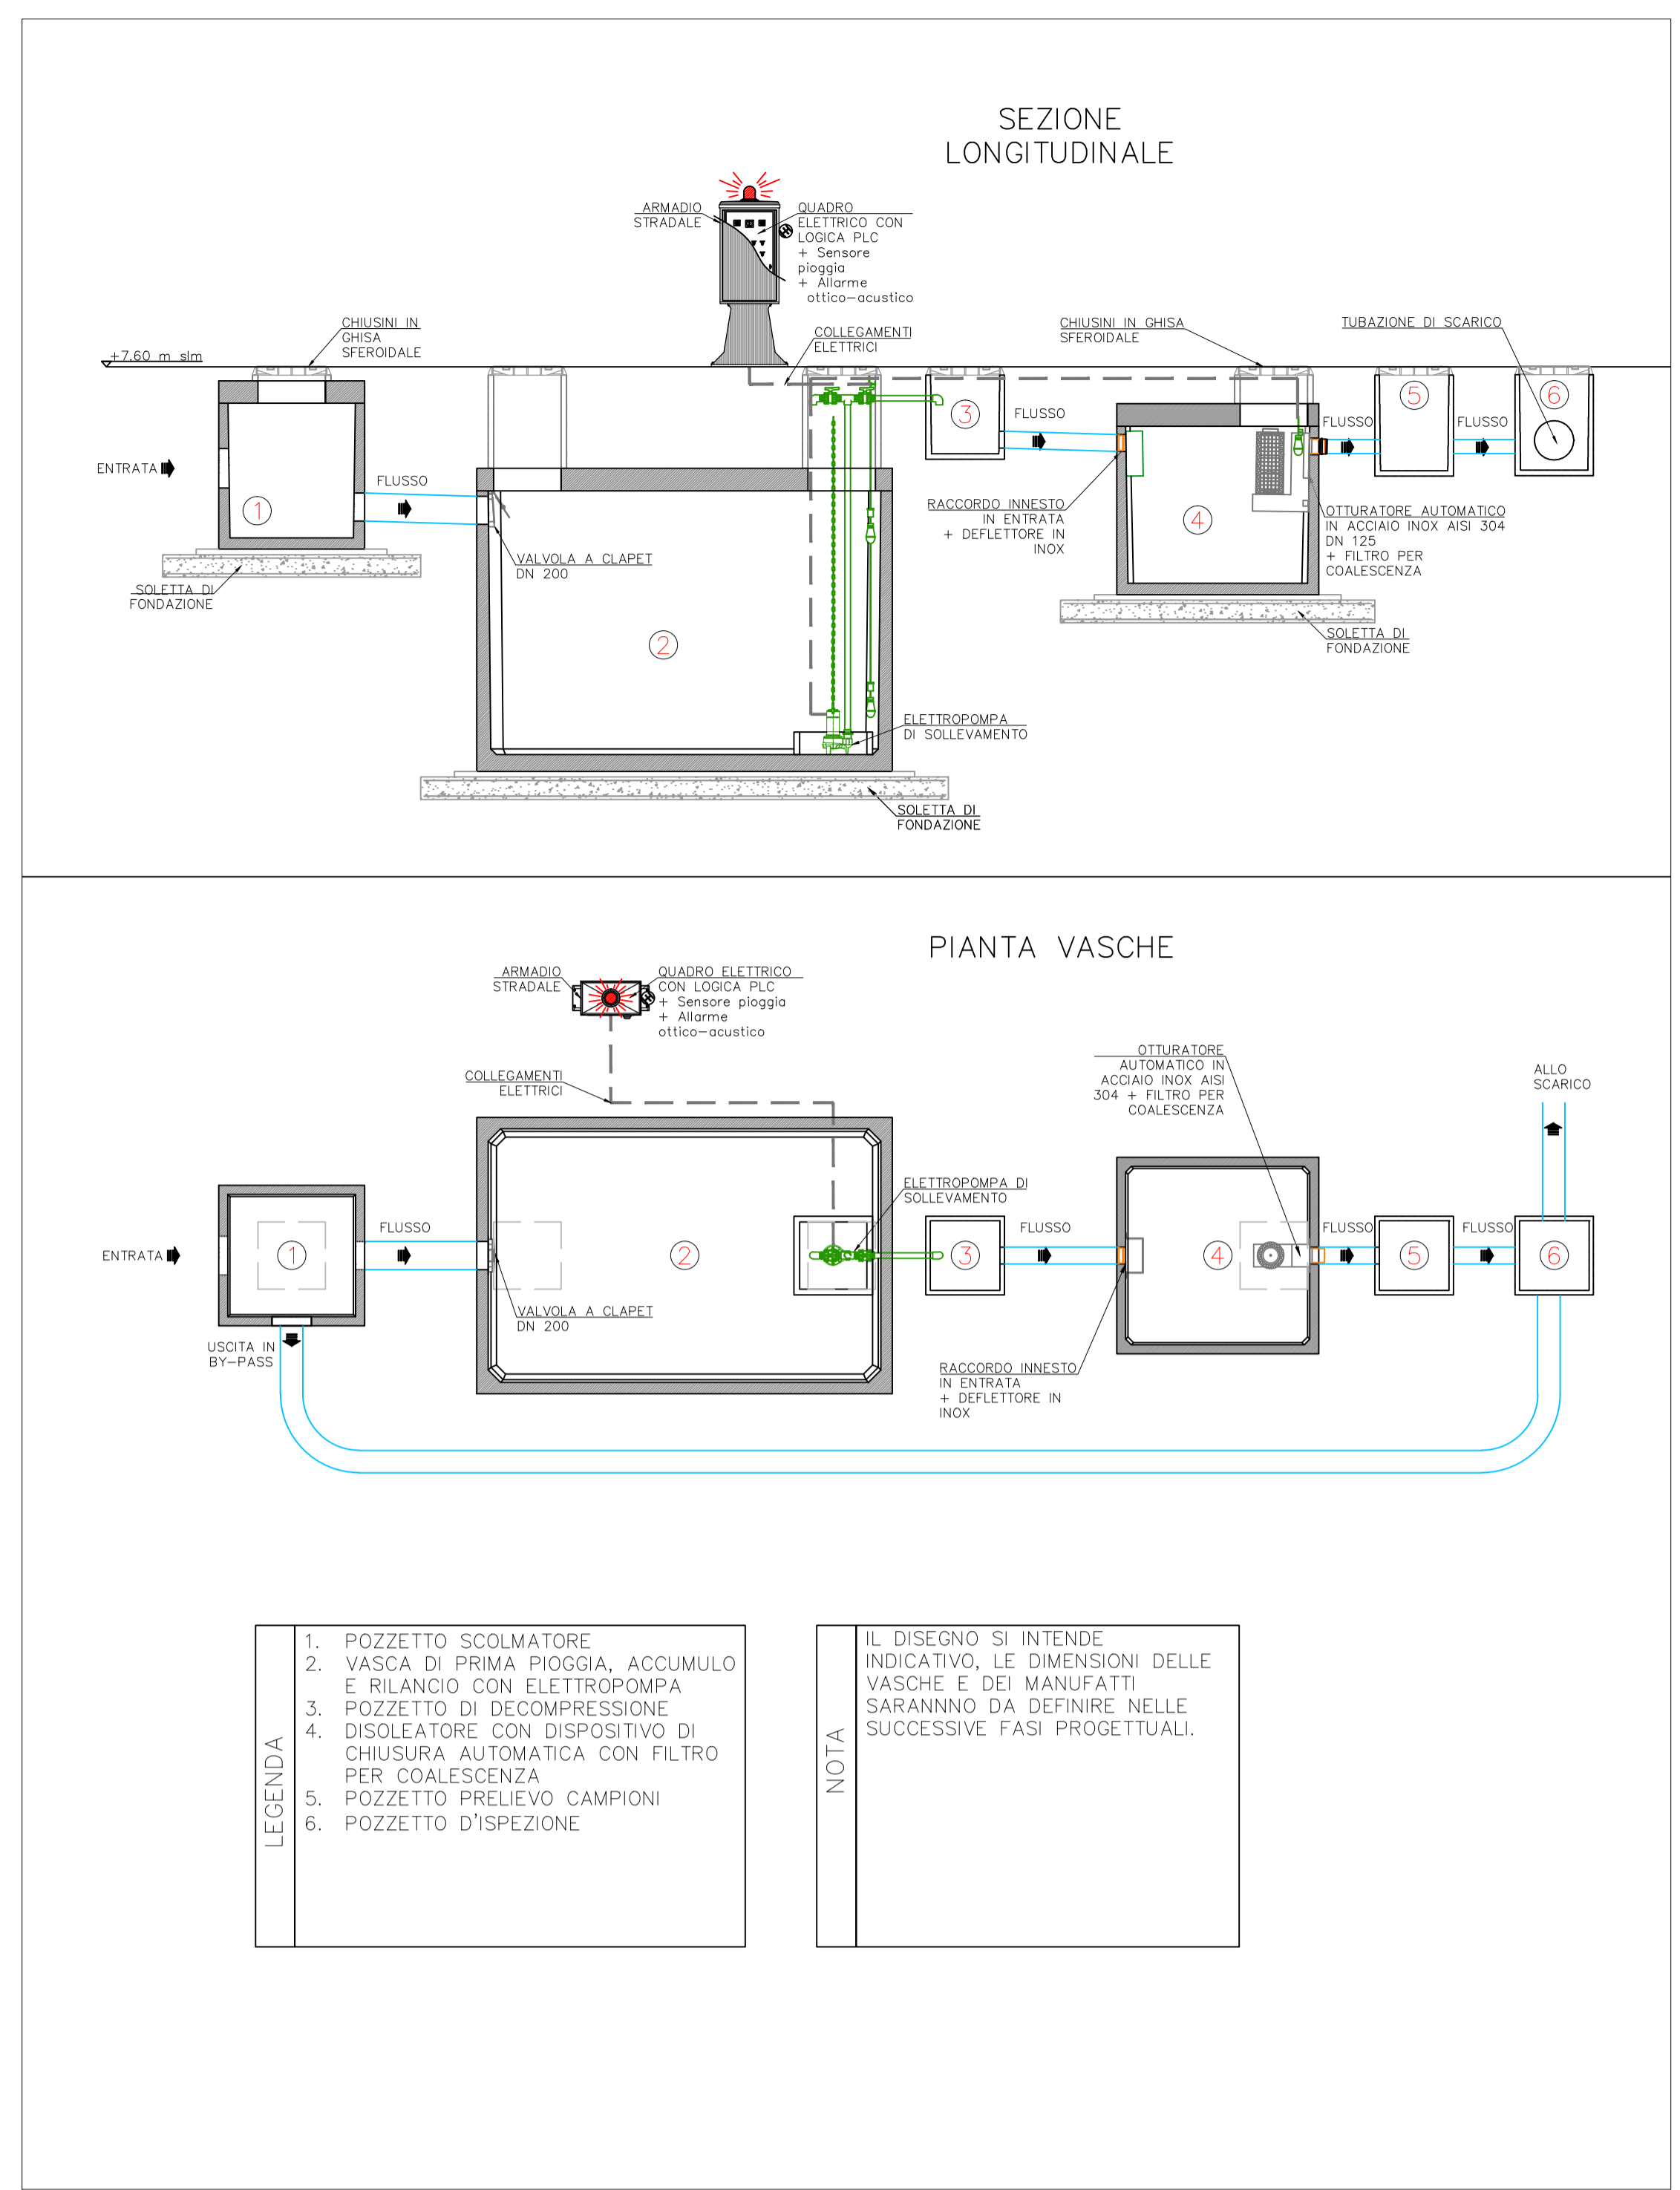 SEZIONE
LONGITUDINALE
ARMADIO
STRADALE
QUADRO
ELETTRICO CON
LOGICA PLC
+ Sensore
pioggia
+ Allarme
ottico-acustico
CHIUSINI IN
GHISA
SFEROIDALE
COLLEGAMENTI
ELETTRICI
CHIUSINI IN GHISA
SFEROIDALE
TUBAZIONE DI SCARICO
+7.60 m slm
ENTRATA
1
FLUSSO
VALVOLA A CLAPET
DN 200
SOLETTA DI
FONDAZIONE
2
ELETTROPOMPA
DI SOLLEVAMENTO
SOLETTA DI
FONDAZIONE
3
FLUSSO
RACCORDO INNESTO
IN ENTRATA
+ DEFLETTORE IN
INOX
4
FLUSSO
5
FLUSSO
6
OTTURATORE AUTOMATICO
IN ACCIAIO INOX AISI 304
DN 125
+ FILTRO PER
COALESCENZA
SOLETTA DI
FONDAZIONE
PIANTA VASCHE
ARMADIO
STRADALE
QUADRO ELETTRICO
CON LOGICA PLC
+ Sensore pioggia
+ Allarme
ottico-acustico
COLLEGAMENTI
ELETTRICI
OTTURATORE
AUTOMATICO IN
ACCIAIO INOX AISI
304 + FILTRO PER
COALESCENZA
ALLO
SCARICO
ENTRATA
1
FLUSSO
2
ELETTROPOMPA DI
SOLLEVAMENTO
3
FLUSSO
4
FLUSSO
5
FLUSSO
6
VALVOLA A CLAPET
DN 200
USCITA IN
BY-PASS
RACCORDO INNESTO
IN ENTRATA
+ DEFLETTORE IN
INOX
LEGENDA
1. POZZETTO SCOLMATORE
2. VASCA DI PRIMA PIOGGIA, ACCUMULO
E RILANCIO CON ELETTROPOMPA
3. POZZETTO DI DECOMPRESSIONE
4. DISOLEATORE CON DISPOSITIVO DI
CHIUSURA AUTOMATICA CON FILTRO
PER COALESCENZA
5. POZZETTO PRELIEVO CAMPIONI
6. POZZETTO D'ISPEZIONE
NOTA
IL DISEGNO SI INTENDE
INDICATIVO, LE DIMENSIONI DELLE
VASCHE E DEI MANUFATTI
SARANNNO DA DEFINIRE NELLE
SUCCESSIVE FASI PROGETTUALI.